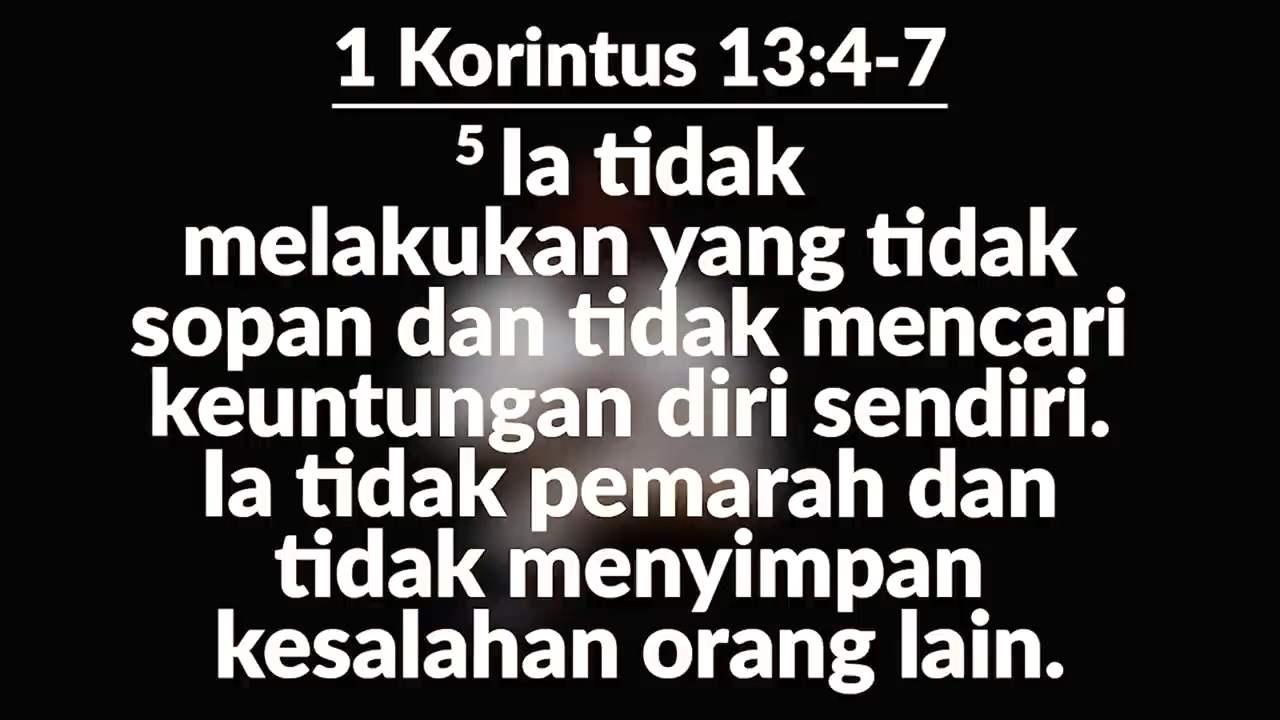 1 Korintus 13:4-7
⁵ Ia tidak
melakukan yang tidak
sopan dan tidak mencari
keuntungan diri sendiri.
Ia tidak pemarah dan
tidak menyimpan
kesalahan orang lain.